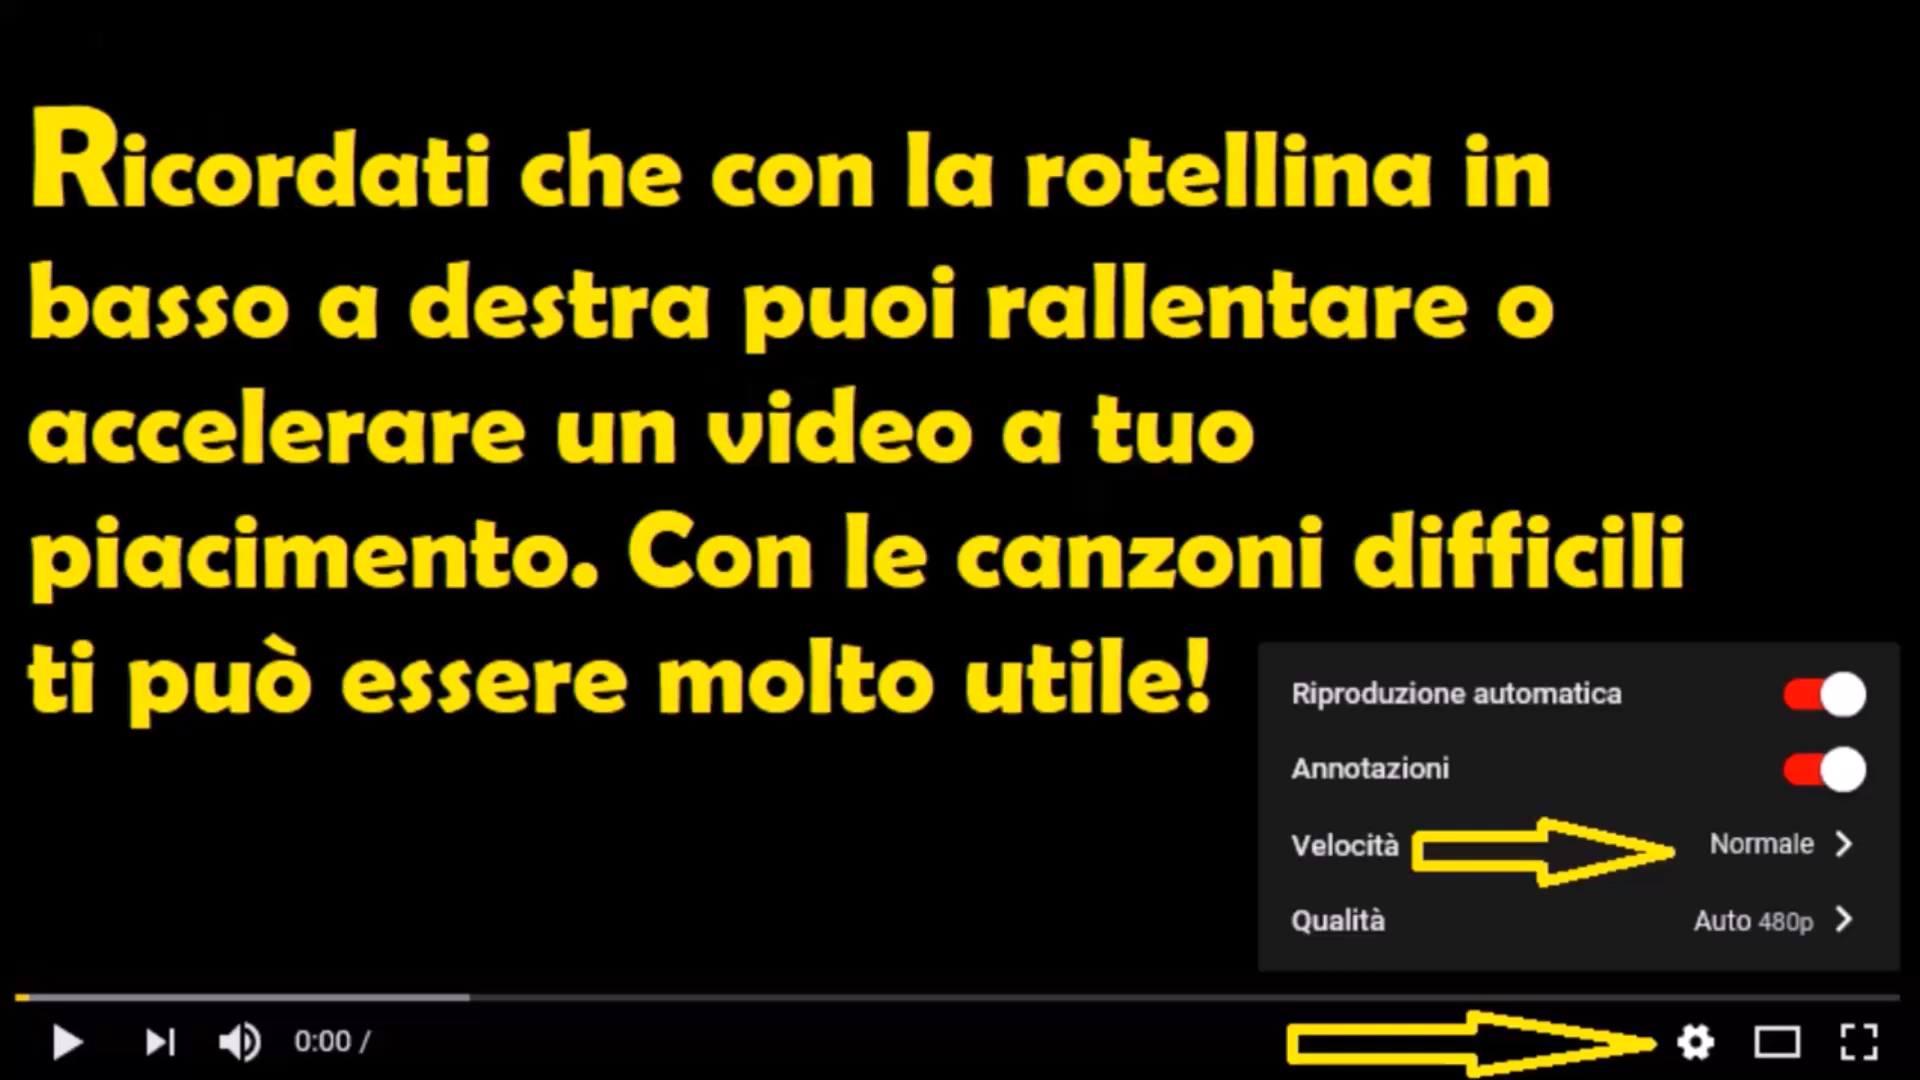 Ricordati che con la rotellina in
basso a destra puoi rallentare o
accelerare un video a tuo
piacimento. Con le canzoni difficili
ti può essere molto utile!
Riproduzione automatica
Annotazioni
Velocità Normale
Qualità Auto 480p
0:00 /